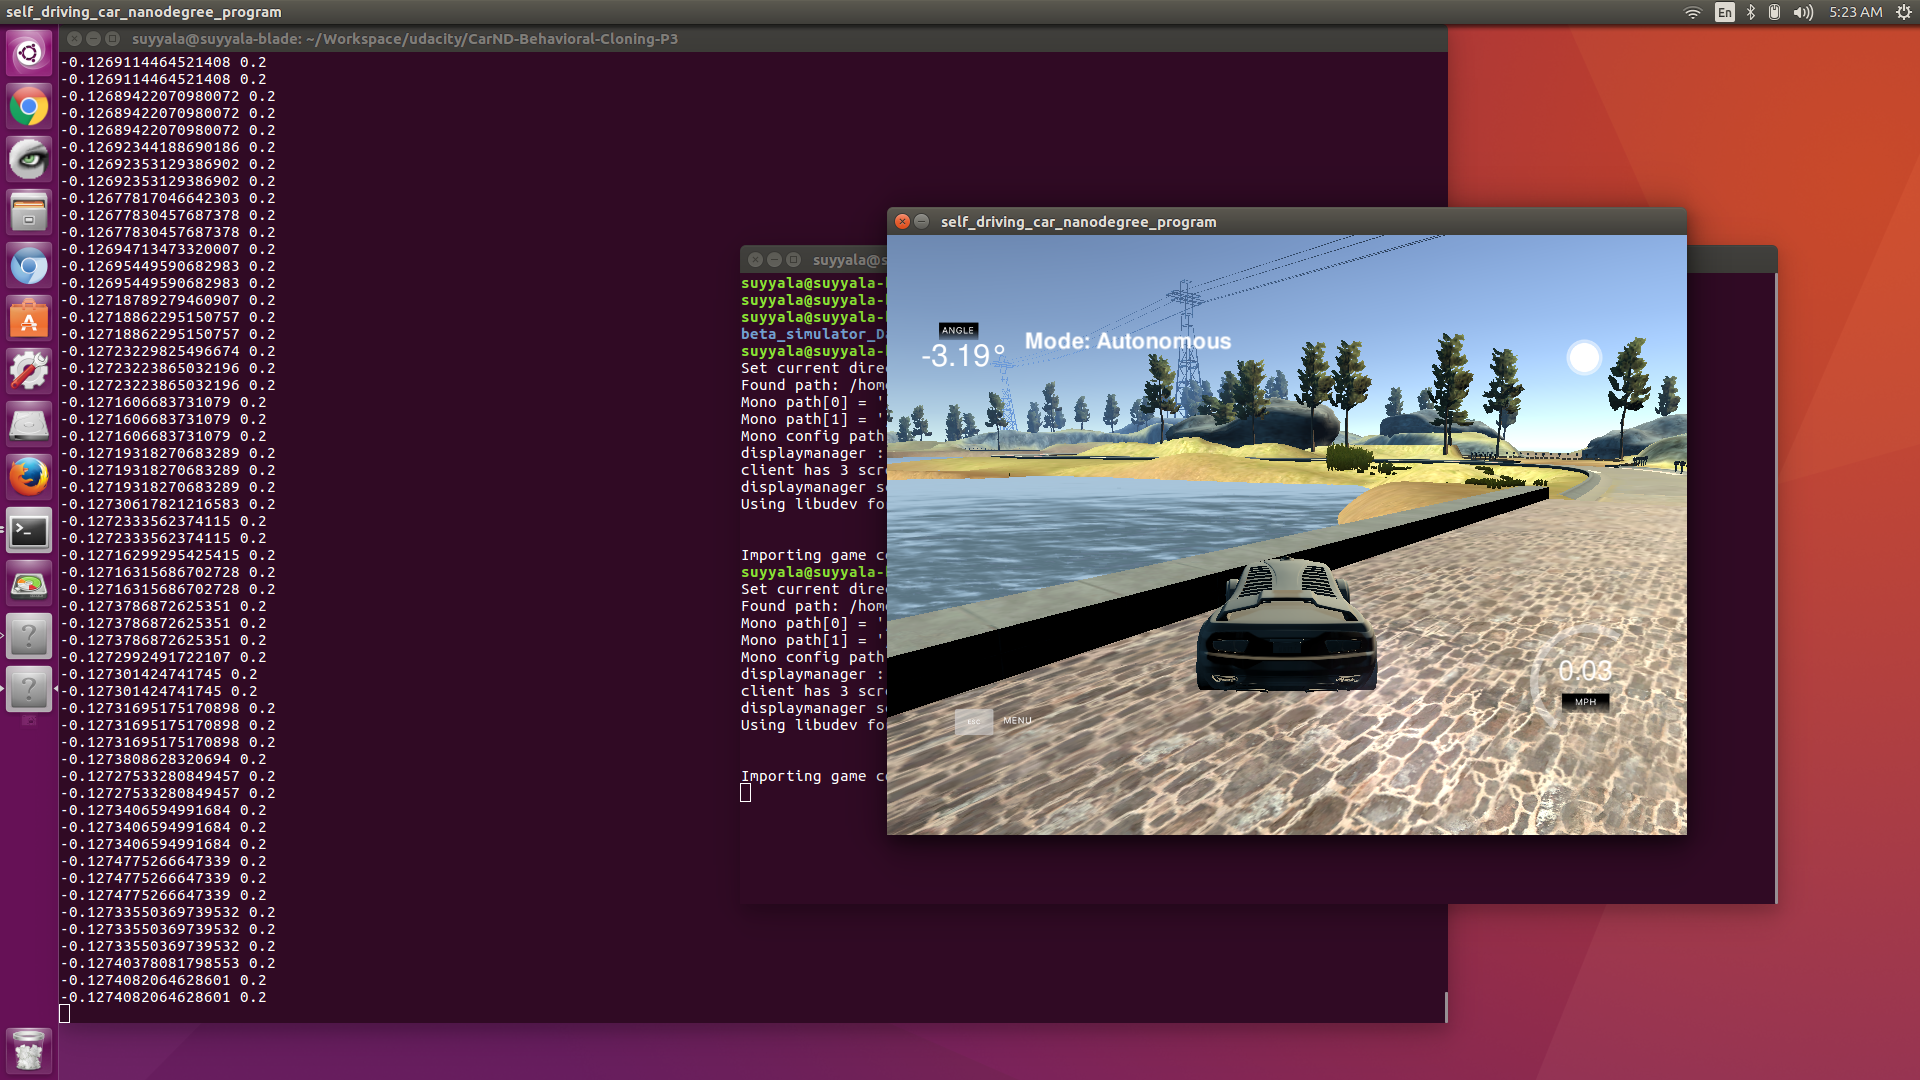 self_driving_car_nanodegree_program
En
5:23 AM
suyyala@suyyala-blade: ~/Workspace/udacity/CarND-Behavioral-Cloning-P3
-0.1269114464521408 0.2
-0.1269114464521408 0.2
-0.12689422070980072 0.2
-0.12689422070980072 0.2
-0.12689422070980072 0.2
-0.12692344188690186 0.2
-0.12692353129386902 0.2
-0.12692353129386902 0.2
-0.12677817046642303 0.2
-0.12677830457687378 0.2
-0.12677830457687378 0.2
-0.12694713473320007 0.2
-0.12695449590682983 0.2
-0.12695449590682983 0.2
-0.12718789279460907 0.2
-0.12718862295150757 0.2
-0.12718862295150757 0.2
-0.12723229825496674 0.2
-0.12723223865032196 0.2
-0.12723223865032196 0.2
-0.12716066837310​79 0.2
-0.1271606683731079 0.2
-0.1271606683731079 0.2
-0.12719318270683289 0.2
-0.12719318270683289 0.2
-0.12719318270683289 0.2
-0.12730617821216583 0.2
-0.1272333562374115 0.2
-0.1272333562374115 0.2
-0.12716299295425415 0.2
-0.12716315686702728 0.2
-0.12716315686702728 0.2
-0.1273786872625351 0.2
-0.1273786872625351 0.2
-0.1273786872625351 0.2
-0.1272992491722107 0.2
-0.127301424741745 0.2
-0.127301424741745 0.2
-0.12731695175170898 0.2
-0.12731695175170898 0.2
-0.12731695175170898 0.2
-0.1273808628320694 0.2
-0.12727533280849457 0.2
-0.12727533280849457 0.2
-0.1273406594991684 0.2
-0.1273406594991684 0.2
-0.1273406594991684 0.2
-0.1274775266647339 0.2
-0.1274775266647339 0.2
-0.1274775266647339 0.2
-0.12733550369739532 0.2
-0.12733550369739532 0.2
-0.12733550369739532 0.2
-0.12740378081798553 0.2
-0.1274082064628601 0.2
-0.1274082064628601 0.2
suyyala@s
suyyala@suyyala-
suyyala@suyyala-
suyyala@suyyala-
beta_simulator_D
suyyala@suyyala-
Set current dire
Found path: /hom
Mono path[0] = '
Mono path[1] = '
Mono config path
displaymanager :
client has 3 scre
displaymanager se
Using libudev fo
Importing game co
suyyala@suyyala-
Set current dire
Found path: /hom
Mono path[0] = '
Mono path[1] = '
Mono config path
displaymanager :
client has 3 scre
displaymanager se
Using libudev fo
Importing game co
self_driving_car_nanodegree_program
ANGLE
-3.19°
Mode: Autonomous
0.03
MPH
ESC
MENU